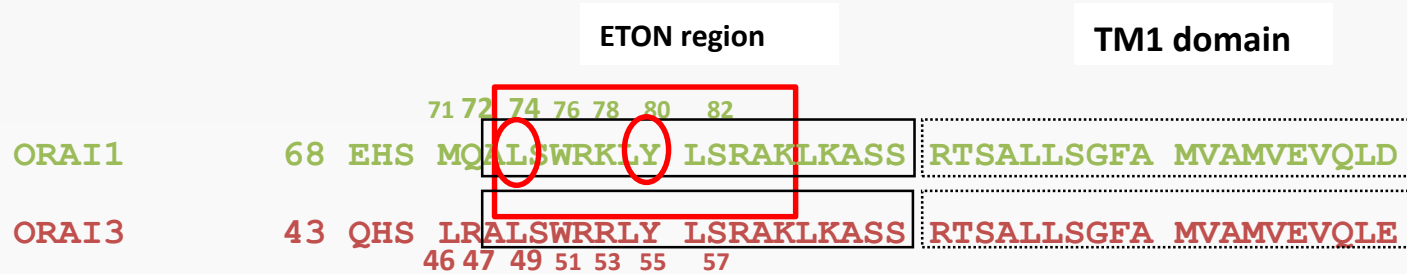 ETON region TM1 domain
71 72 74 76 78 80 82
ORAI1 68 EHS MQALSWRKLY LSRAKLKASS RTSALLSGFA MVAMVEVQLD
ORAI3 43 QHS LRALSWRRLY LSRAKLKASS RTSALLSGFA MVAMVEVQLE
46 47 49 51 53 55 57